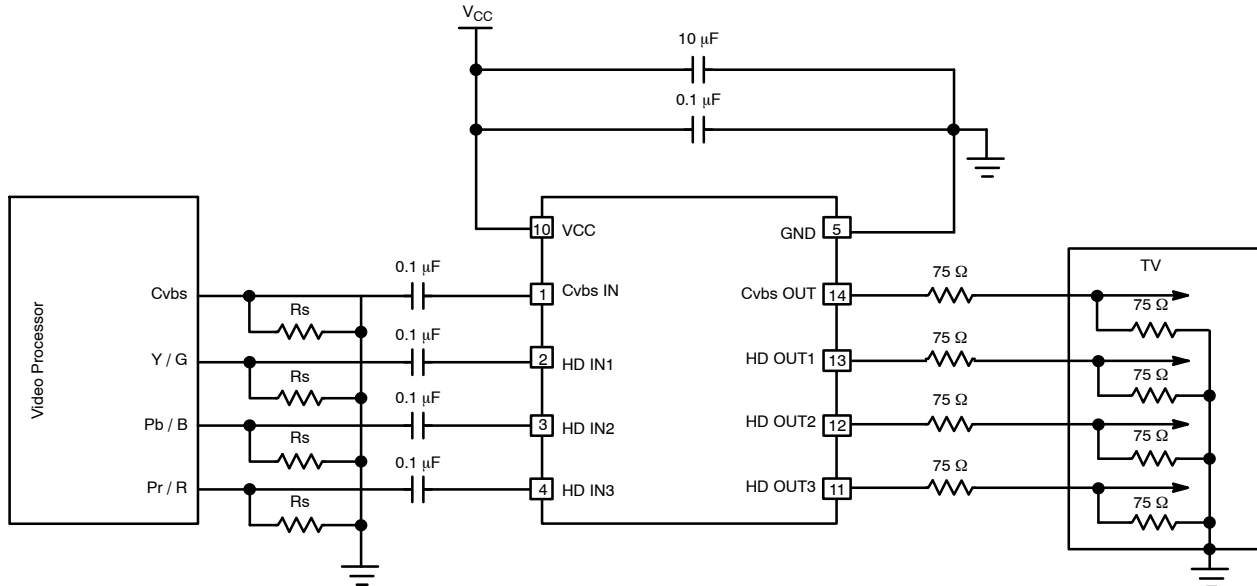 VCC
10 μF
0.1 μF
10 VCC
GND 5
Video Processor
Cvbs
Rs
0.1 μF
1 Cvbs IN
Cvbs OUT 14
75 Ω
TV
75 Ω
Y / G
Rs
0.1 μF
2 HD IN1
HD OUT1 13
75 Ω
75 Ω
Pb / B
Rs
0.1 μF
3 HD IN2
HD OUT2 12
75 Ω
75 Ω
Pr / R
Rs
0.1 μF
4 HD IN3
HD OUT3 11
75 Ω
75 Ω